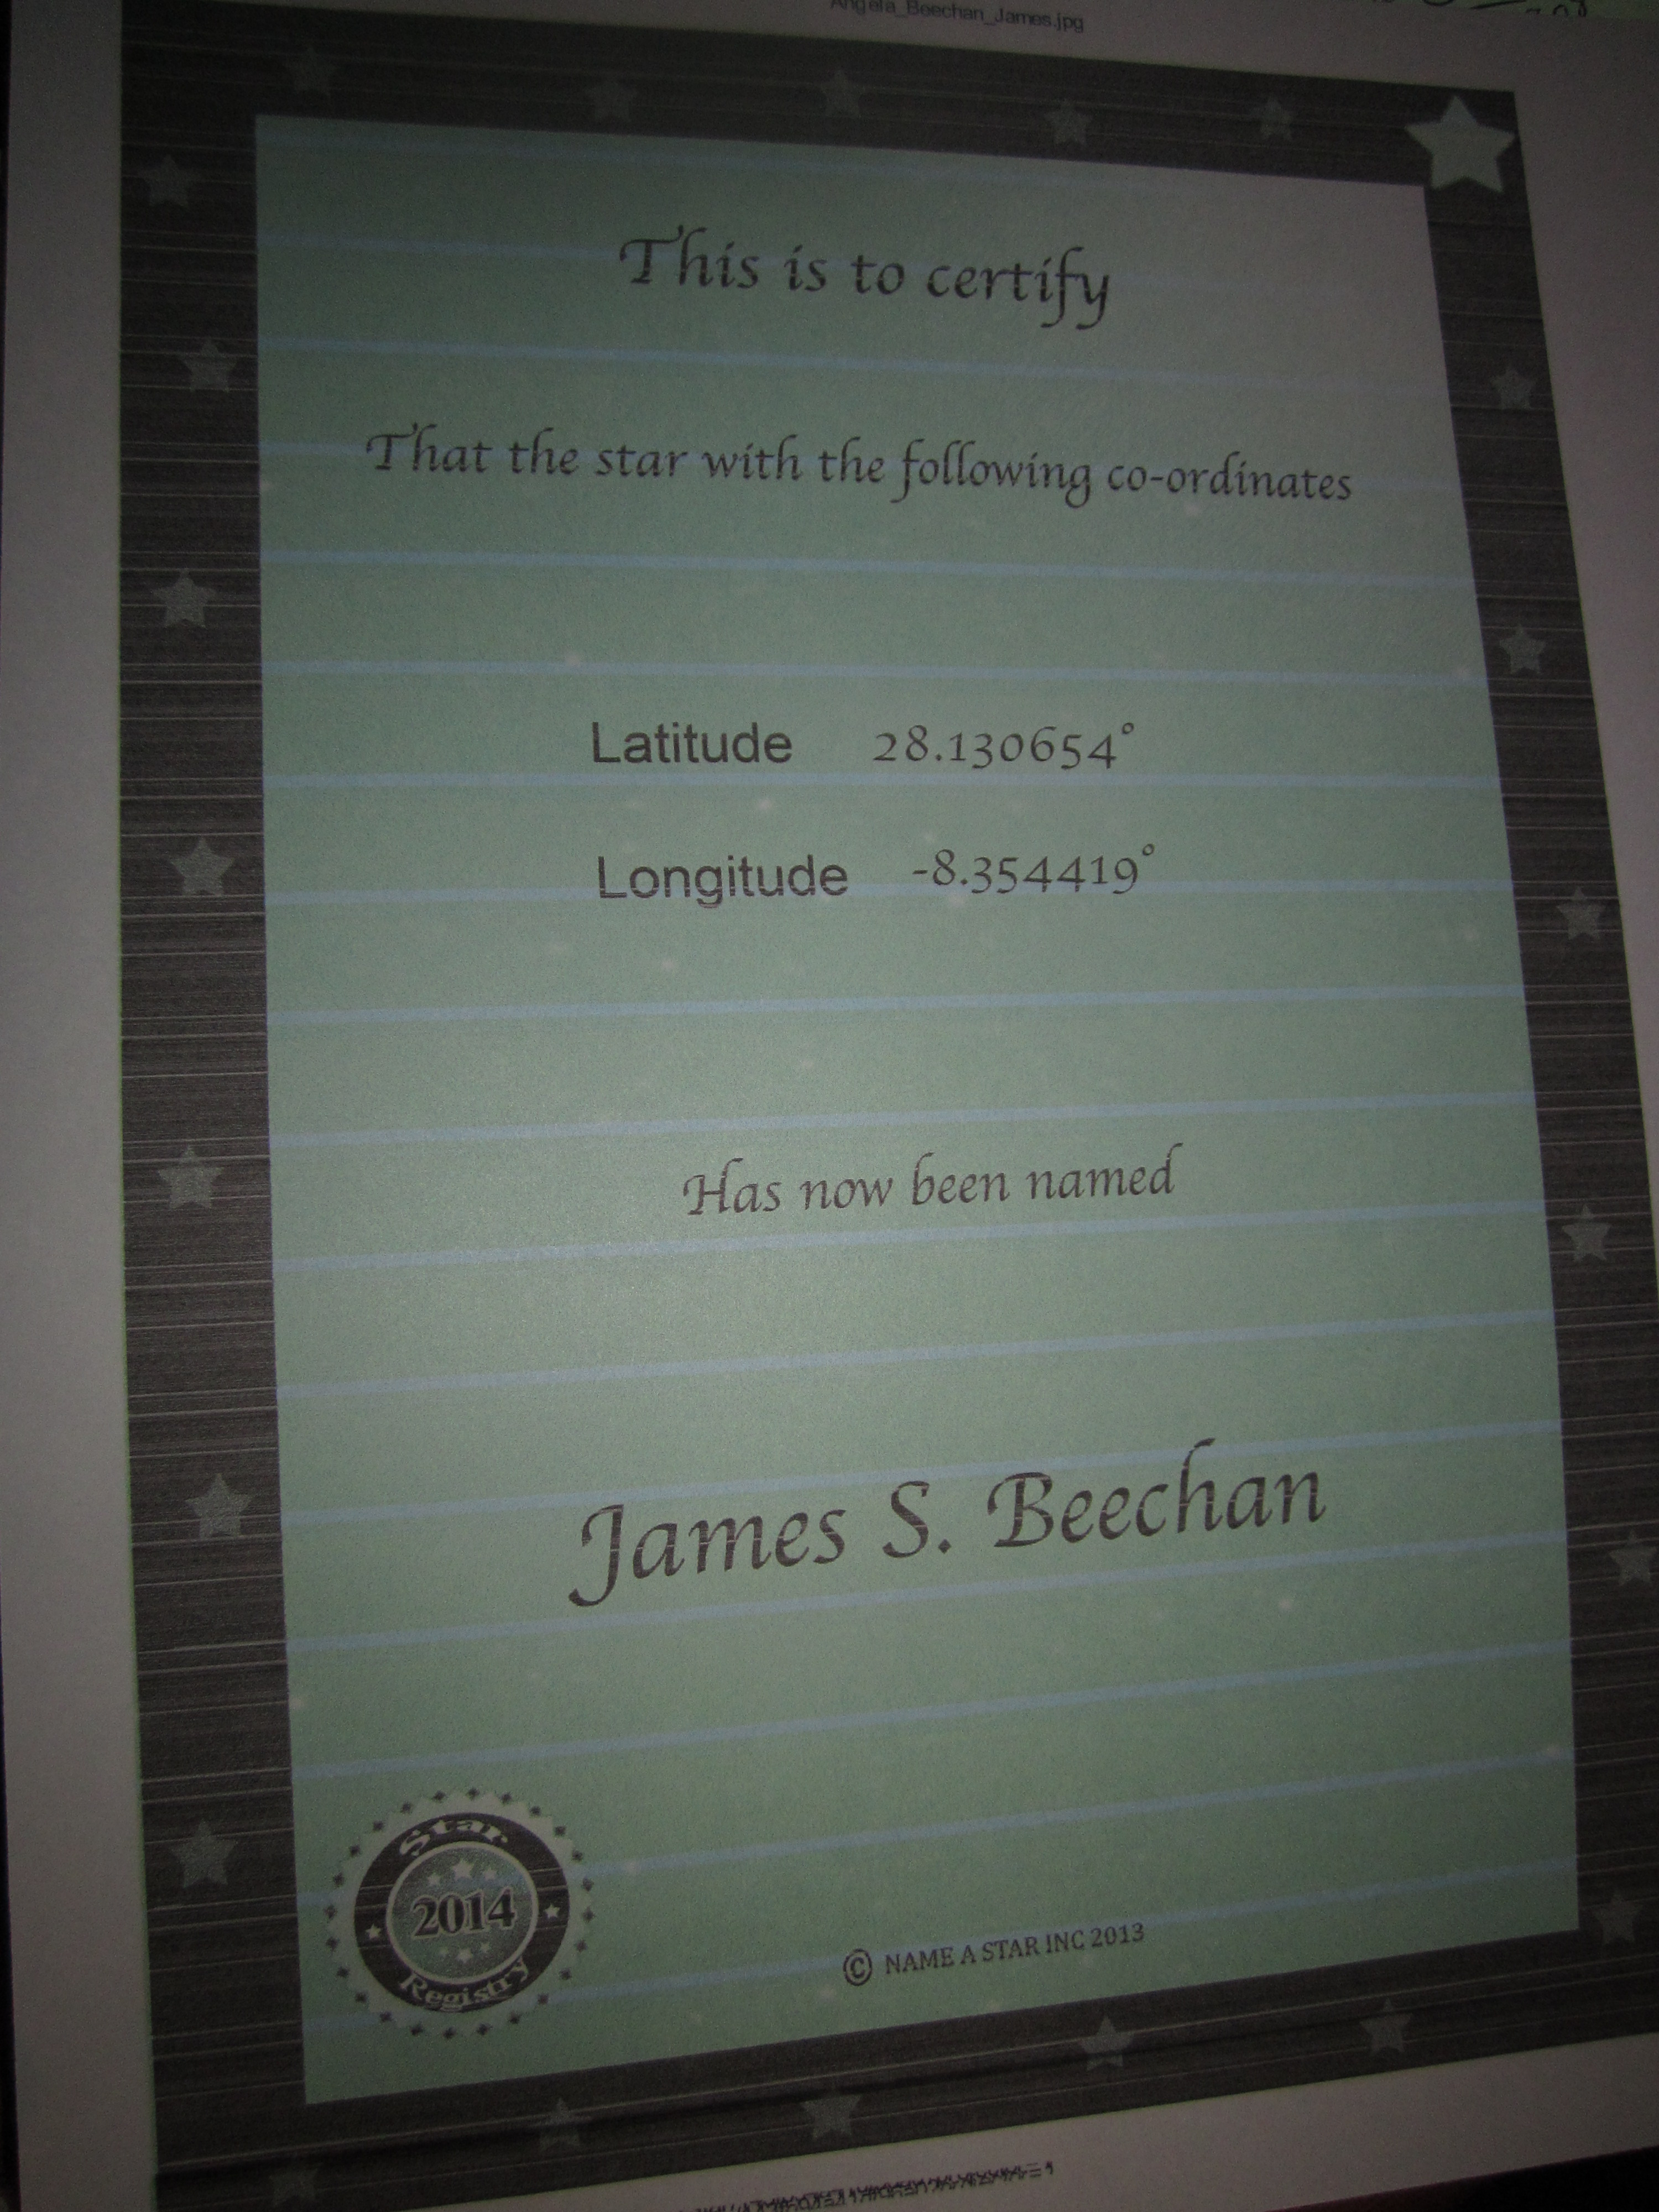 Angela_Beechan_James.jpg
This is to certify
That the star with the following co-ordinates
Latitude 28.130654°
Longitude -8.354419°
Has now been named
James S. Beechan
Star
2014
Registry
© NAME A STAR INC 2013